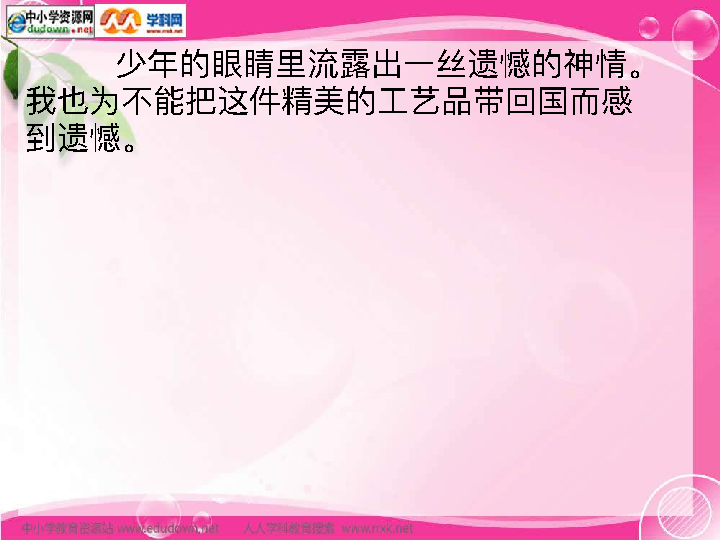 中小学资源网
edudown.net
学科网
www.nxk.net
少年的眼睛里流露出一丝遗憾的神情。
我也为不能把这件精美的工艺品带回国而感
到遗憾。
中小学教育资源站 www.edudown.net 人人学科教育搜索 www.rrxk.net